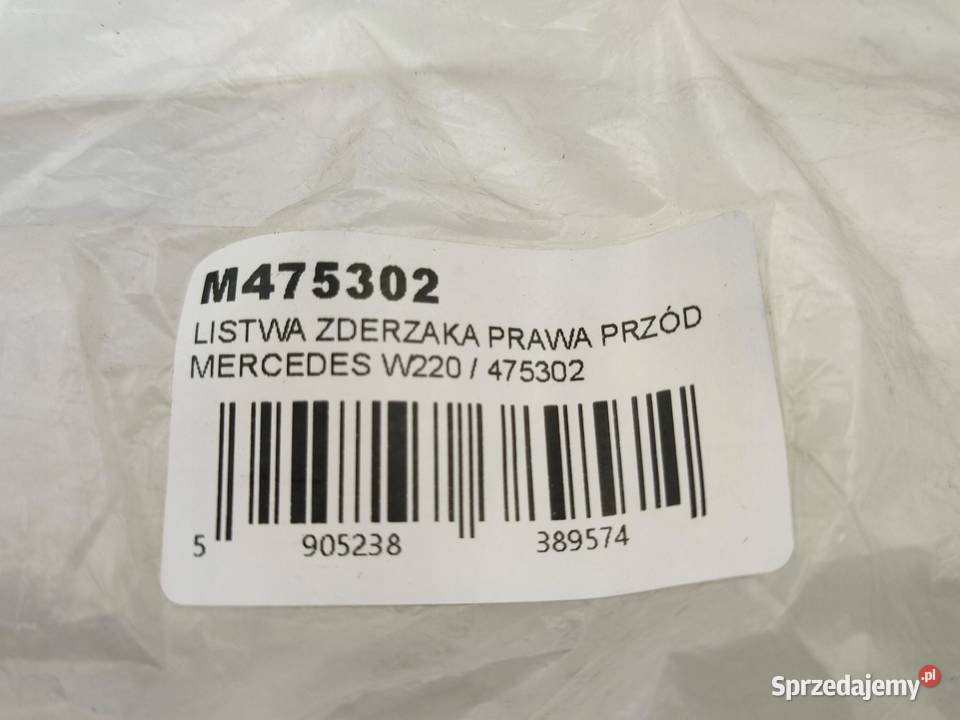 M475302
LISTWA ZDERZAKA PRAWA PRZÓD
MERCEDES W220 / 475302
5 905238 389574
Sprzedajemy.pl